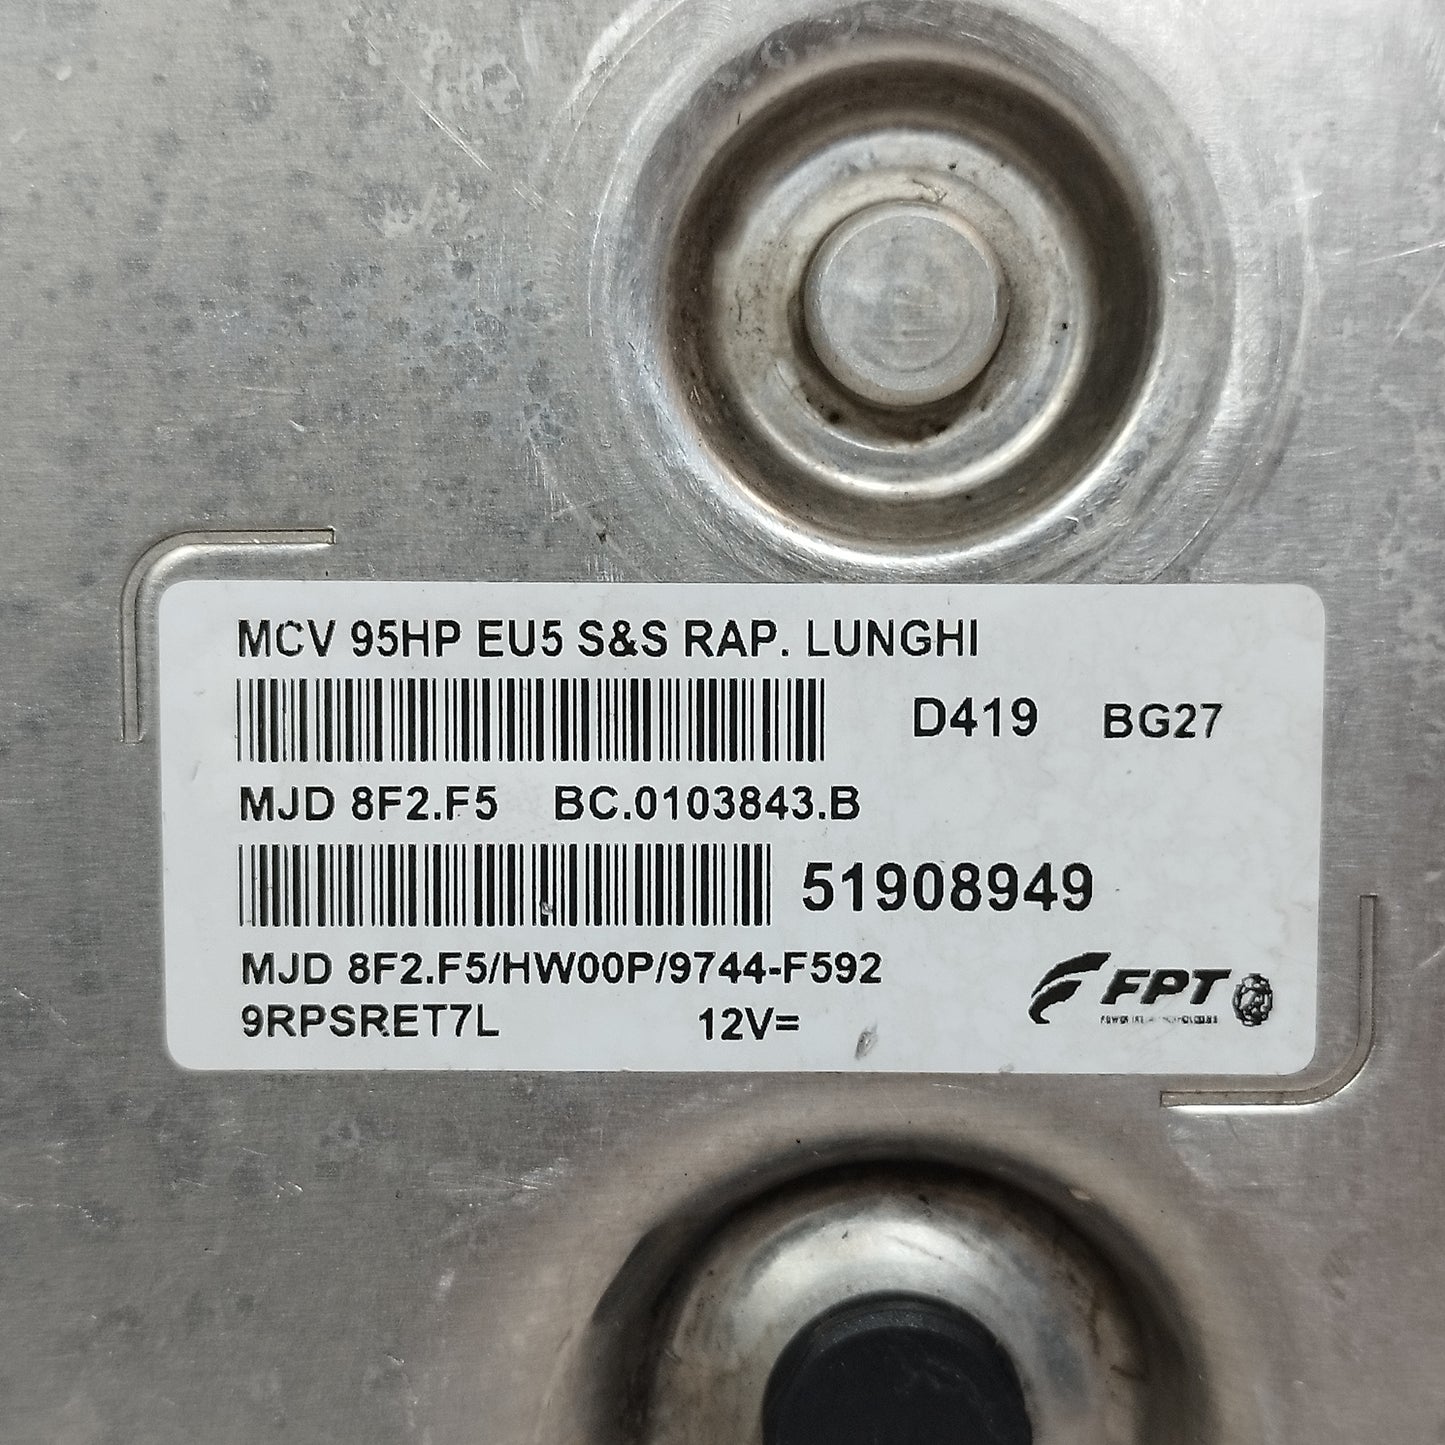 MCV 95HP EU5 S&S RAP. LUNGHI
D419 BG27
MJD 8F2.F5 BC.0103843.B
51908949
MJD 8F2.F5/HW00P/9744-F592
9RPSRET7L 12V=
FPT